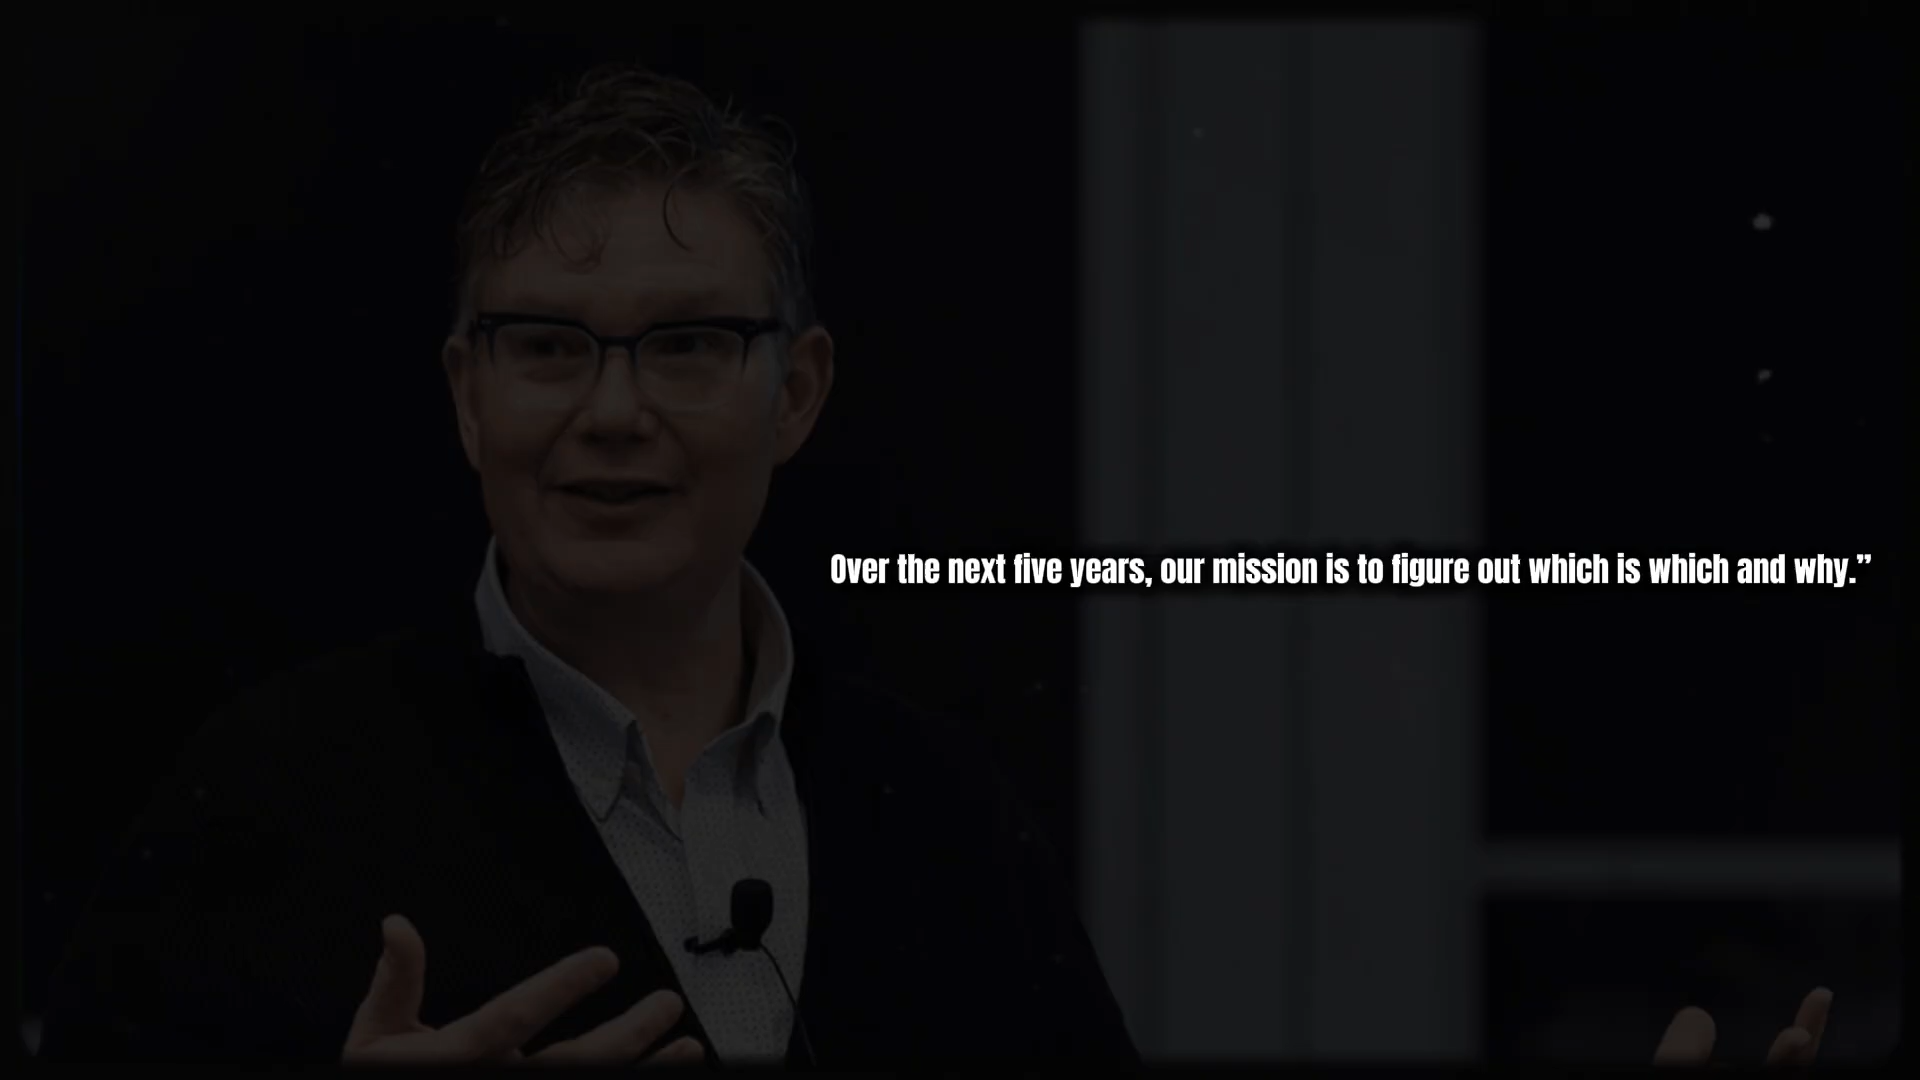 Over the next five years, our mission is to figure out which is which and why.”